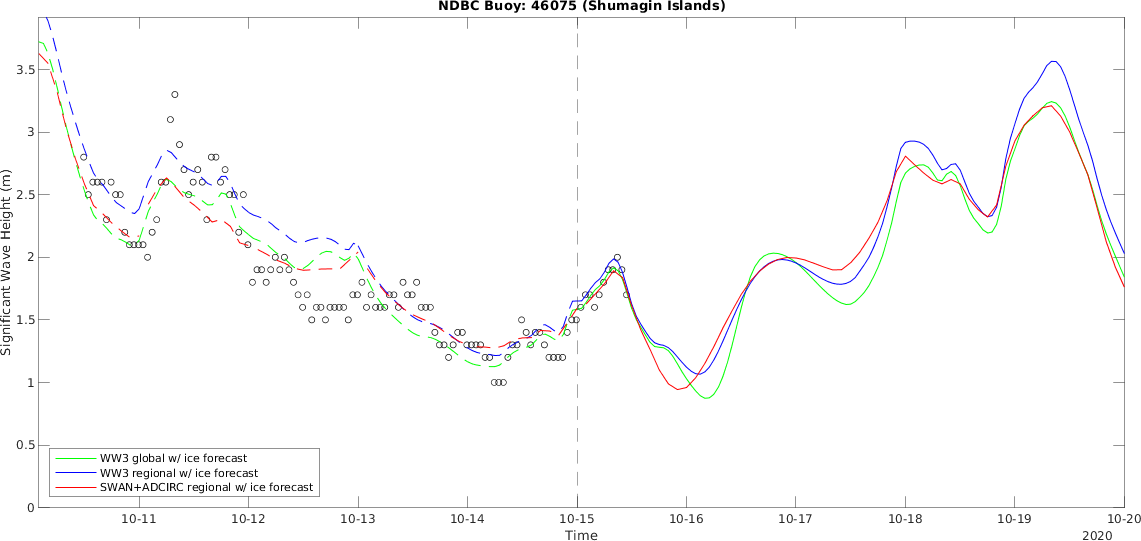 NDBC Buoy: 46075 (Shumagin Islands)
Significant Wave Height (m)
3.5
3
2.5
2
1.5
1
0.5
0
WW3 global w/ ice forecast
WW3 regional w/ ice forecast
SWAN+ADCIRC regional w/ ice forecast
10-11 10-12 10-13 10-14 10-15 10-16 10-17 10-18 10-19 10-20
Time 2020